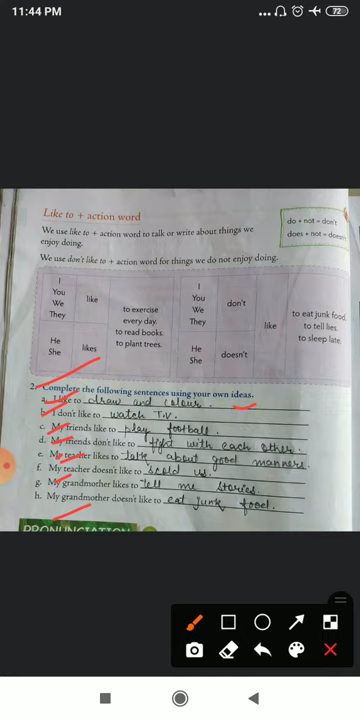 11:44 PM
72
Like to + action word
do + not = don't
does + not = doesn't
We use like to + action word to talk or write about things we
enjoy doing.
We use don't like to + action word for things we do not enjoy doing.
I
You
We
They
like
He
She
likes
to exercise
every day.
to read books.
to plant trees.
I
You
We
They
don't
He
She
doesn't
like
to eat junk food.
to tell lies.
to sleep late.
2. Complete the following sentences using your own ideas.
a. I like to draw and colour.
b. I don't like to watch T.V.
c. My friends like to play football.
d. My friends don't like to fight with each other.
e. My teacher likes to talk about good manners.
f. My teacher doesn't like to scold us.
g. My grandmother likes to tell me stories.
h. My grandmother doesn't like to eat junk food.
PRONUNCIATION